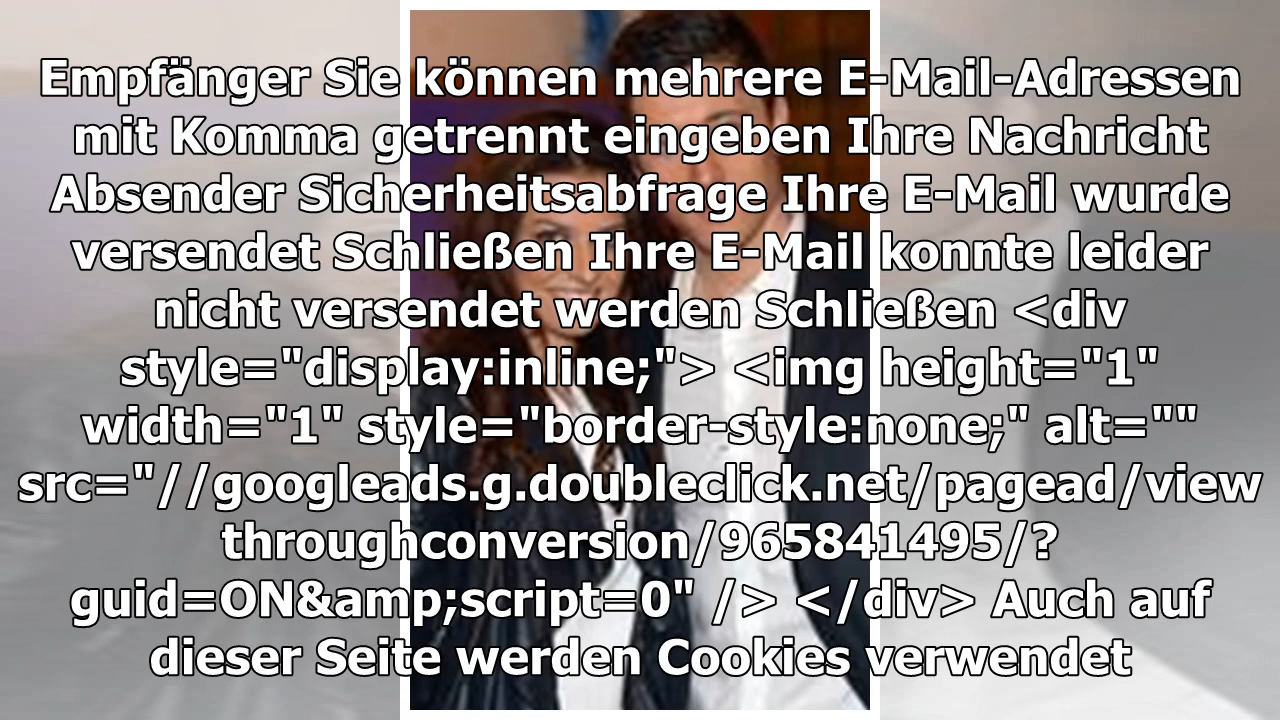 Empfänger Sie können mehrere E-Mail-Adressen
mit Komma getrennt eingeben Ihre Nachricht
Absender Sicherheitsabfrage Ihre E-Mail wurde
versendet Schließen Ihre E-Mail konnte leider
nicht versendet werden Schließen <div
style="display:inline;"> <img height="1"
width="1" style="border-style:none;" alt=""
src="//googleads.g.doubleclick.net/pagead/view
throughconversion/965841495/?
guid=ON&amp;script=0" /> </div> Auch auf
dieser Seite werden Cookies verwendet